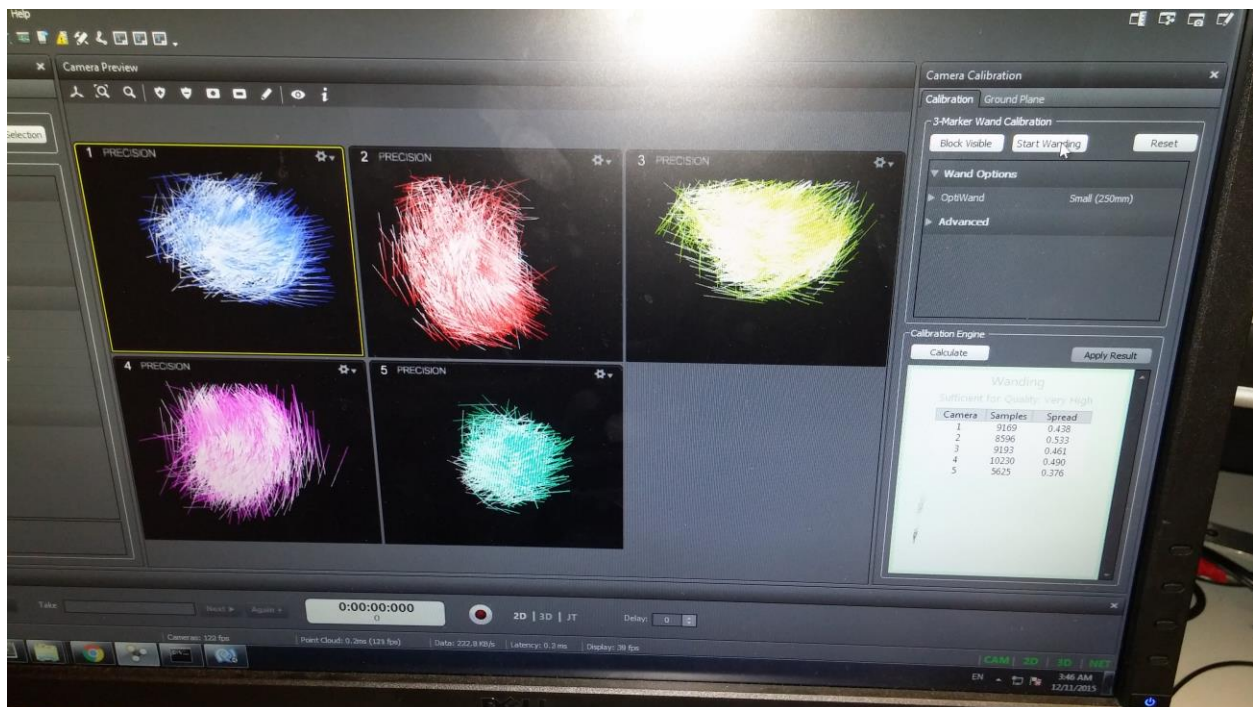 Help
Camera Preview
Selection
1 PRECISION
2 PRECISION
3 PRECISION
4 PRECISION
5 PRECISION
Camera Calibration
Calibration Ground Plane
3-Marker Wand Calibration
Block Visible Start Wanding Reset
Wand Options
OptiWand Small (250mm)
Advanced
Calibration Engine
Calculate Apply Result
Wanding
Sufficient for Quality: Very High
Camera Samples Spread
1 9169 0.438
2 8596 0.533
3 9193 0.461
4 10230 0.490
5 5625 0.376
Take Next Again +
0:00:00:000
0
2D | 3D | JT
Delay: 0
Cameras: 122 fps Point Cloud: 0.2ms (123 fps) Data: 232.8 KB/s Latency: 0.2 ms Display: 39 fps
CAM | 2D | 3D | NET
EN 3:46 AM
12/11/2015
DELL